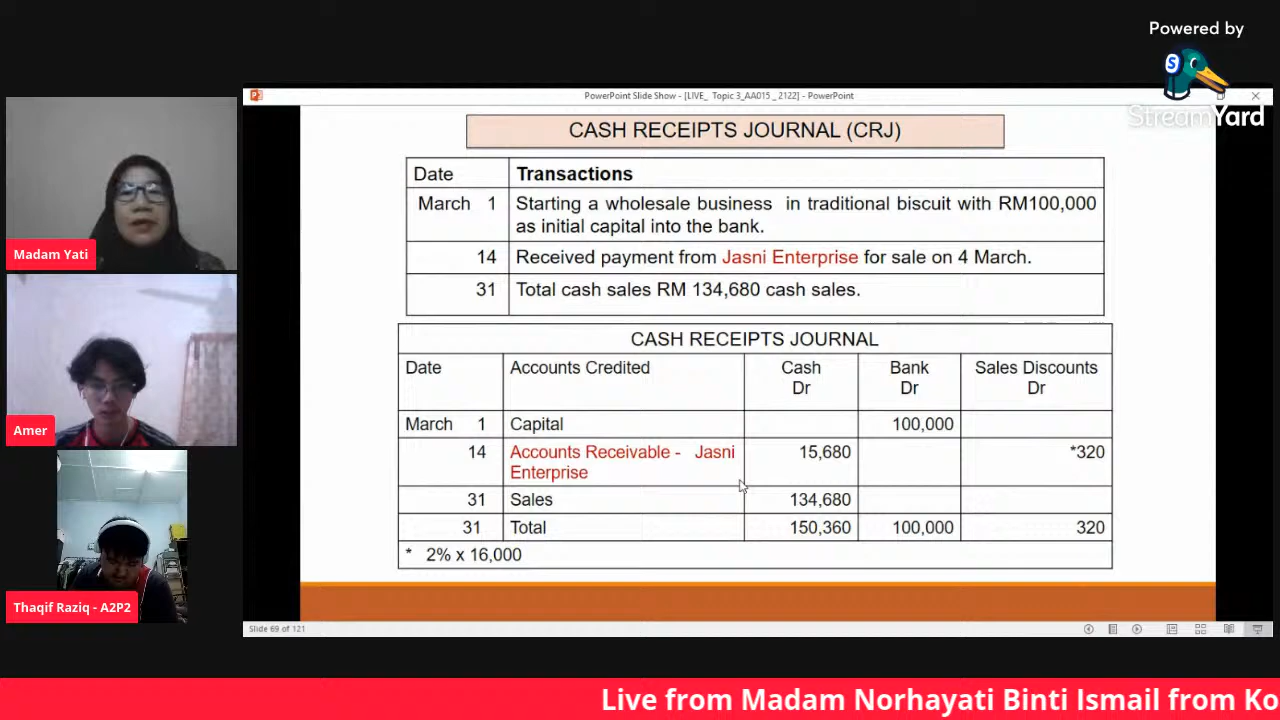 Powered by
S
StreamYard
PowerPoint Slide Show - [LIVE_ Topic 3_AA015 _ 2122] - PowerPoint
CASH RECEIPTS JOURNAL (CRJ)
Date Transactions
March 1 Starting a wholesale business in traditional biscuit with RM100,000
as initial capital into the bank.
14 Received payment from Jasni Enterprise for sale on 4 March.
31 Total cash sales RM 134,680 cash sales.
CASH RECEIPTS JOURNAL
Date Accounts Credited Cash Bank Sales Discounts
Dr Dr Dr
March 1 Capital 100,000
14 Accounts Receivable - Jasni 15,680 *320
Enterprise
31 Sales 134,680
31 Total 150,360 100,000 320
* 2% x 16,000
Slide 69 of 121
Madam Yati
Amer
Thaqif Raziq - A2P2
Live from Madam Norhayati Binti Ismail from Ko